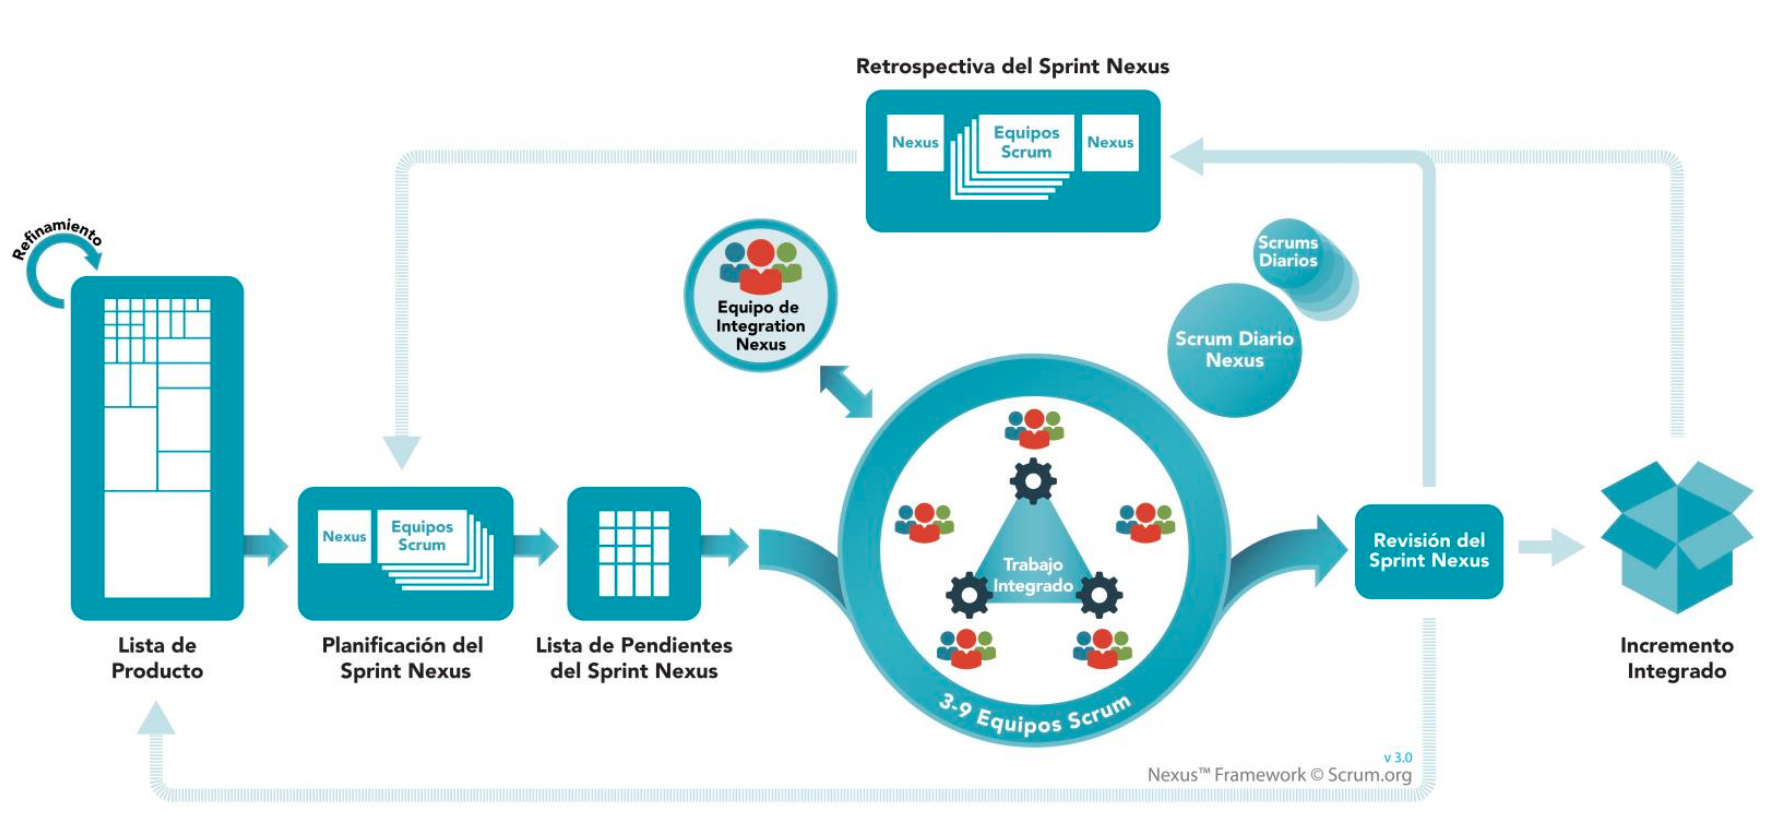 Retrospectiva del Sprint Nexus
Nexus
Equipos
Scrum
Nexus
Refinamiento
Scrums
Diarios
Equipo de
Integration
Nexus
Scrum Diario
Nexus
Nexus
Equipos
Scrum
Trabajo
Integrado
Revisión del
Sprint Nexus
Lista de
Producto
Planificación del
Sprint Nexus
Lista de Pendientes
del Sprint Nexus
Incremento
Integrado
3-9 Equipos Scrum
v 3.0
Nexus™ Framework © Scrum.org